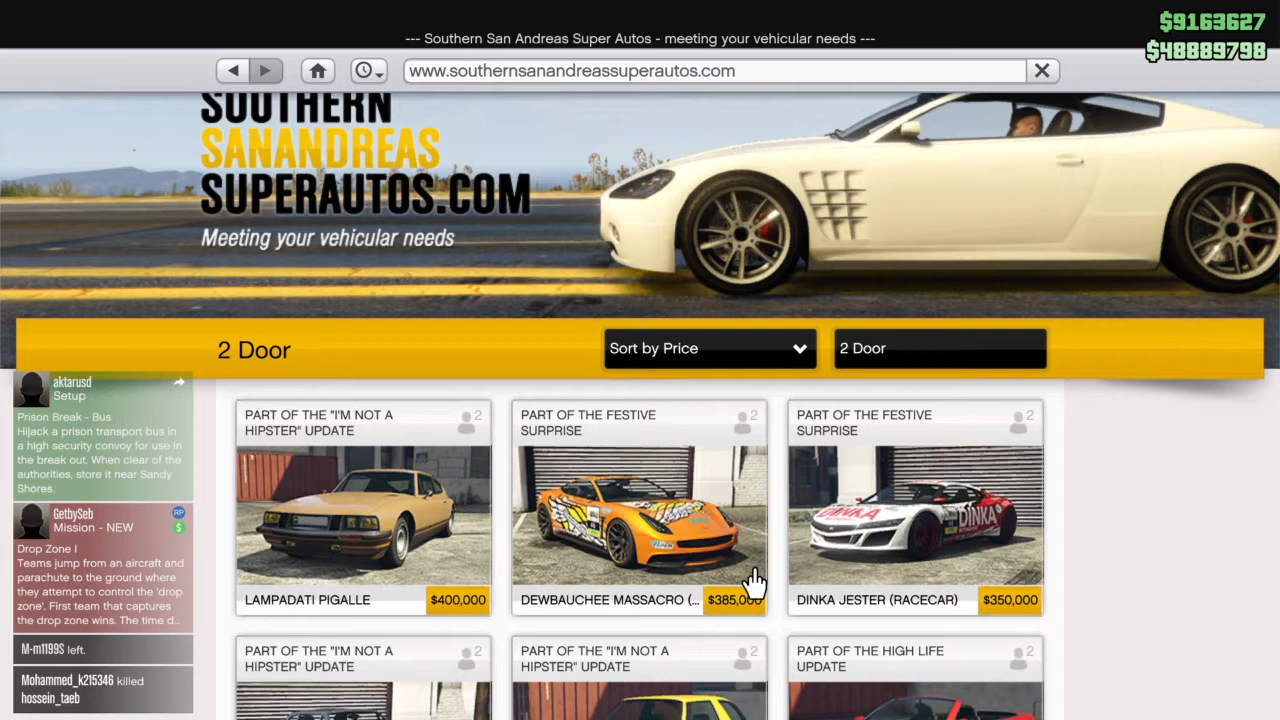 $9163627
--- Southern San Andreas Super Autos - meeting your vehicular needs ---
$48889798
www.southernsanandreassuperautos.com
SOUTHERN
SANANDREAS
SUPERAUTOS.COM
Meeting your vehicular needs
2 Door
Sort by Price
2 Door
aktarusd
Setup
Prison Break - Bus
Hijack a prison transport bus in
a high security convoy for use in
the break out. When clear of the
authorities, store it near Sandy
Shores.
GetbySeb
Mission - NEW
RP
$
Drop Zone I
Teams jump from an aircraft and
parachute to the ground where
they attempt to control the 'drop
zone'. First team that captures
the drop zone wins. The time d...
M-m1199S left.
Mohammed_k215346 killed
hossein_taeb
PART OF THE "I'M NOT A
HIPSTER" UPDATE
2
LAMPADATI PIGALLE
$400,000
PART OF THE FESTIVE
SURPRISE
2
DEWBAUCHEE MASSACRO (...
$385,000
PART OF THE FESTIVE
SURPRISE
2
DINKA
DINKA
DINKA JESTER (RACECAR)
$350,000
PART OF THE "I'M NOT A
HIPSTER" UPDATE
2
PART OF THE "I'M NOT A
HIPSTER" UPDATE
2
PART OF THE HIGH LIFE
UPDATE
2